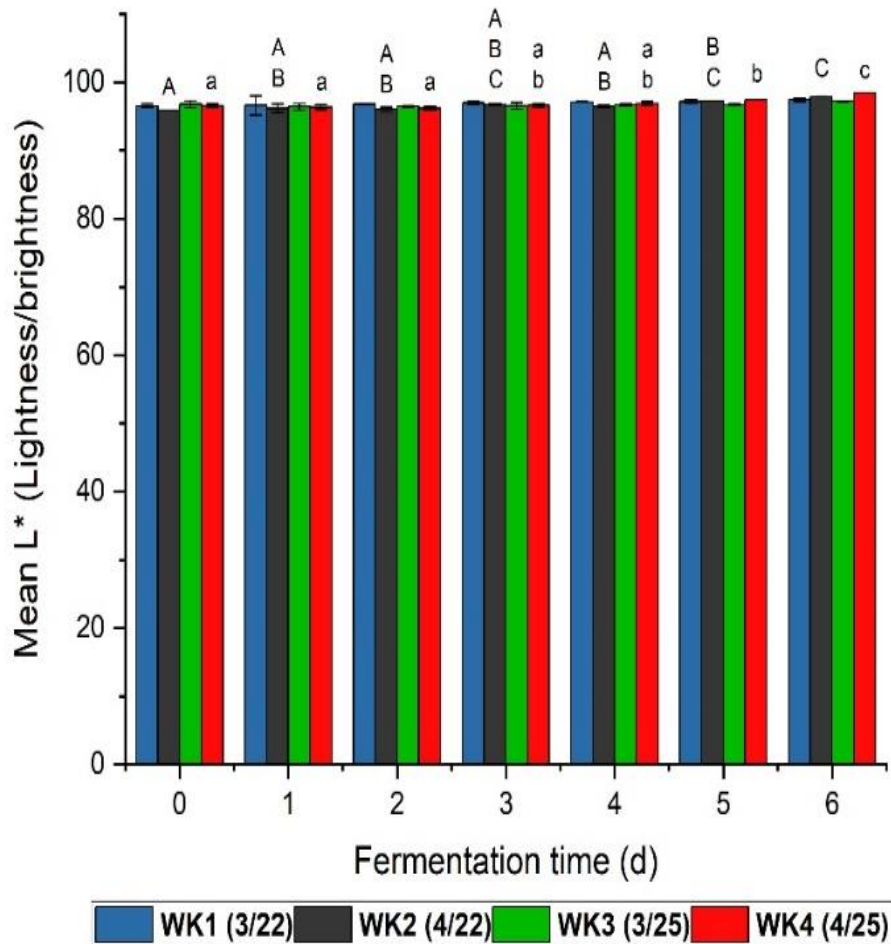 Mean L* (Lightness/brightness)
A
A A
A B a A a B
A a B a B a C b B b C b C c
100
80
60
40
20
0
0 1 2 3 4 5 6
Fermentation time (d)
WK1 (3/22) WK2 (4/22) WK3 (3/25) WK4 (4/25)